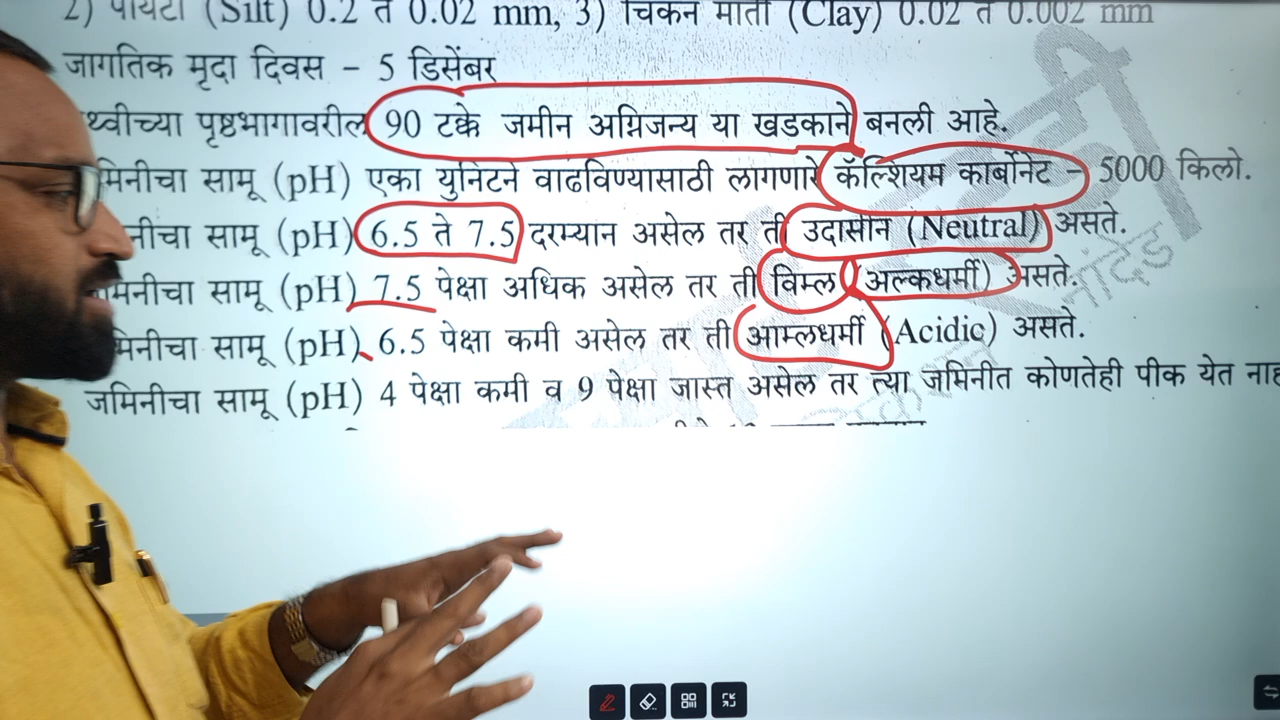 2) पोयटा (Silt) 0.2 ते 0.02 mm, 3) चिकन माती (Clay) 0.02 ते 0.002 mm
जागतिक मृदा दिवस – 5 डिसेंबर
थ्वीच्या पृष्ठभागावरील 90 टक्के जमीन अग्निजन्य या खडकाने बनली आहे.
मिनीचा सामू (pH) एका युनिटने वाढविण्यासाठी लागणारे कॅल्शियम कार्बोनेट – 5000 किलो.
नीचा सामू (pH) 6.5 ते 7.5 दरम्यान असेल तर ती उदासीन (Neutral) असते.
मिनीचा सामू (pH) 7.5 पेक्षा अधिक असेल तर ती विम्ल (अल्कधर्मी) असते.
मिनीचा सामू (pH) 6.5 पेक्षा कमी असेल तर ती आम्लधर्मी (Acidic) असते.
जमिनीचा सामू (pH) 4 पेक्षा कमी व 9 पेक्षा जास्त असेल तर त्या जमिनीत कोणतेही पीक येत नाह
नांदेड